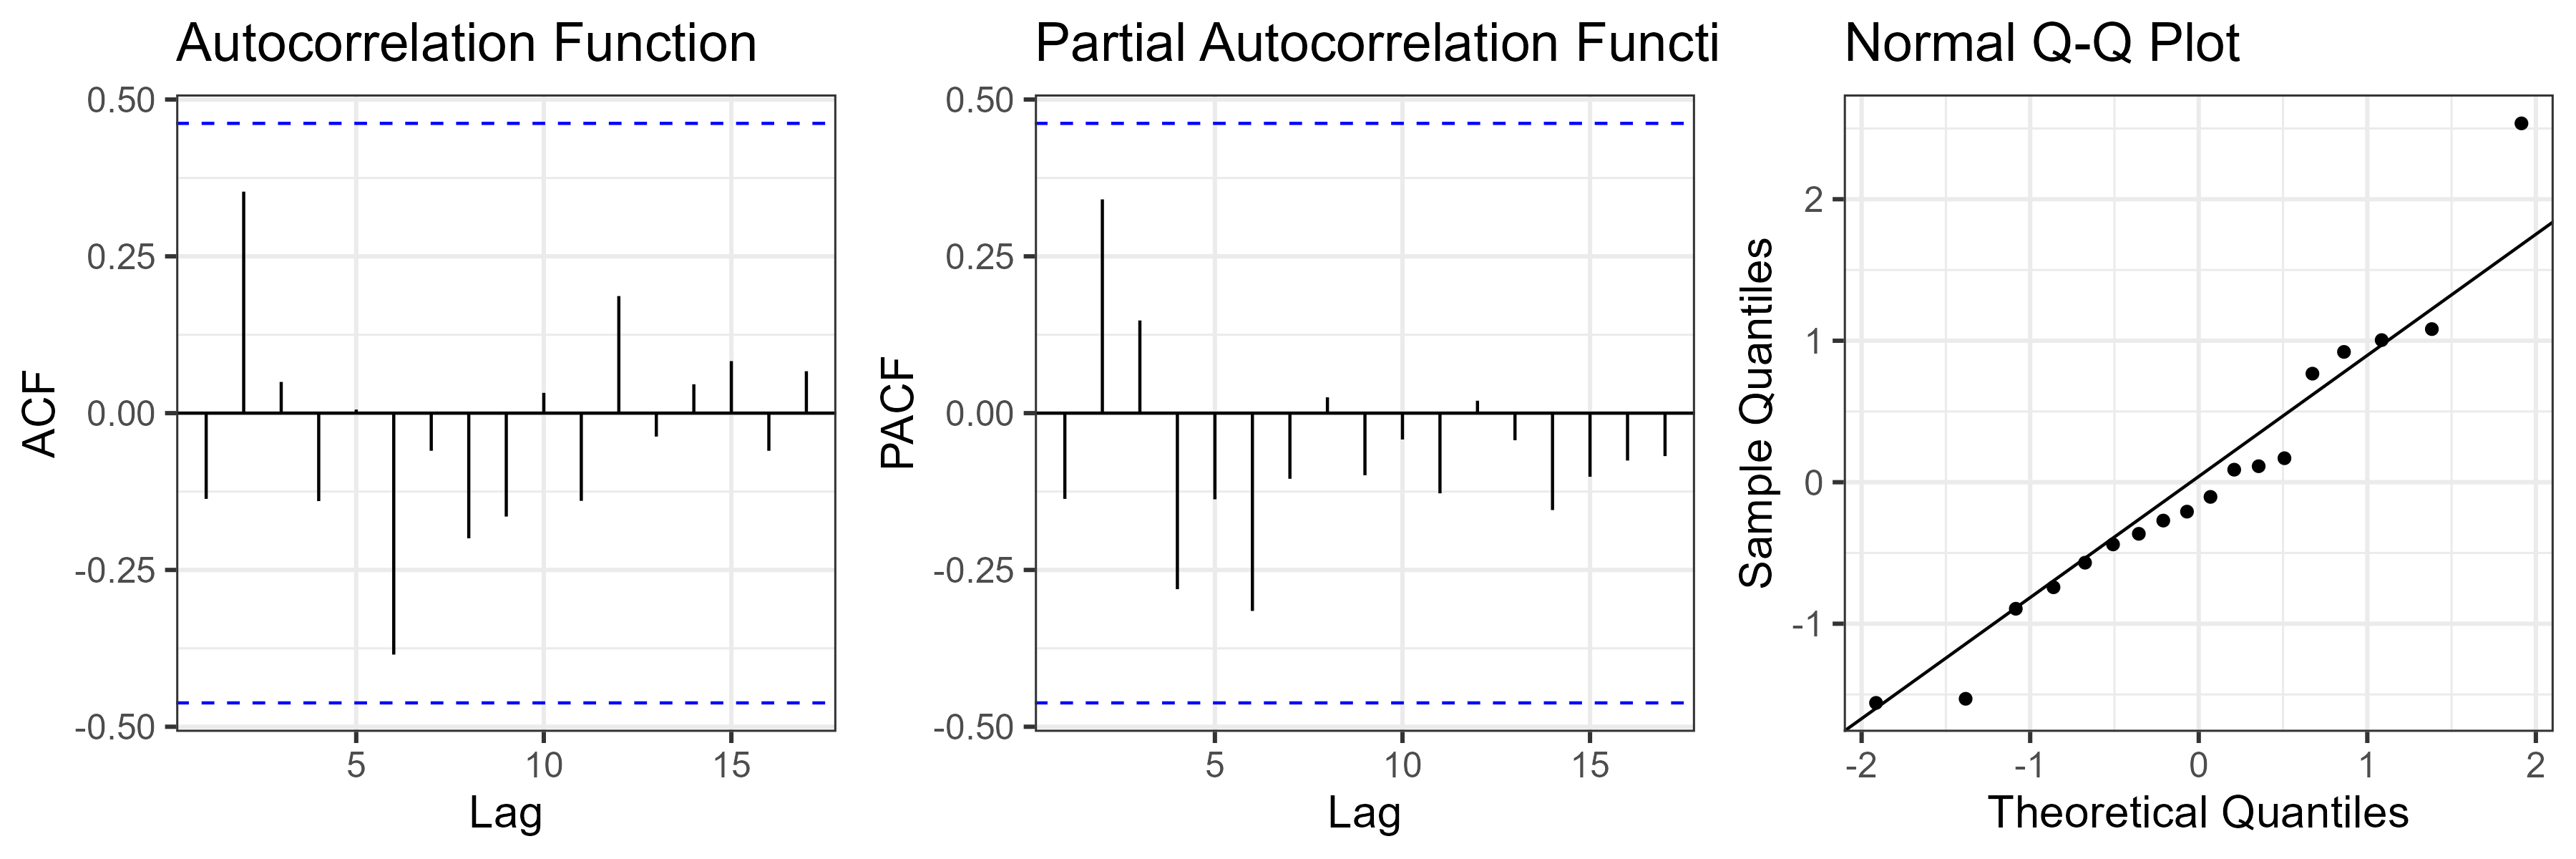 Autocorrelation Function
0.50
0.25
0.00
-0.25
-0.50
ACF
5 10 15
Lag
Partial Autocorrelation Functi
0.50
0.25
0.00
-0.25
-0.50
PACF
5 10 15
Lag
Normal Q-Q Plot
2
1
0
-1
Sample Quantiles
-2 -1 0 1 2
Theoretical Quantiles